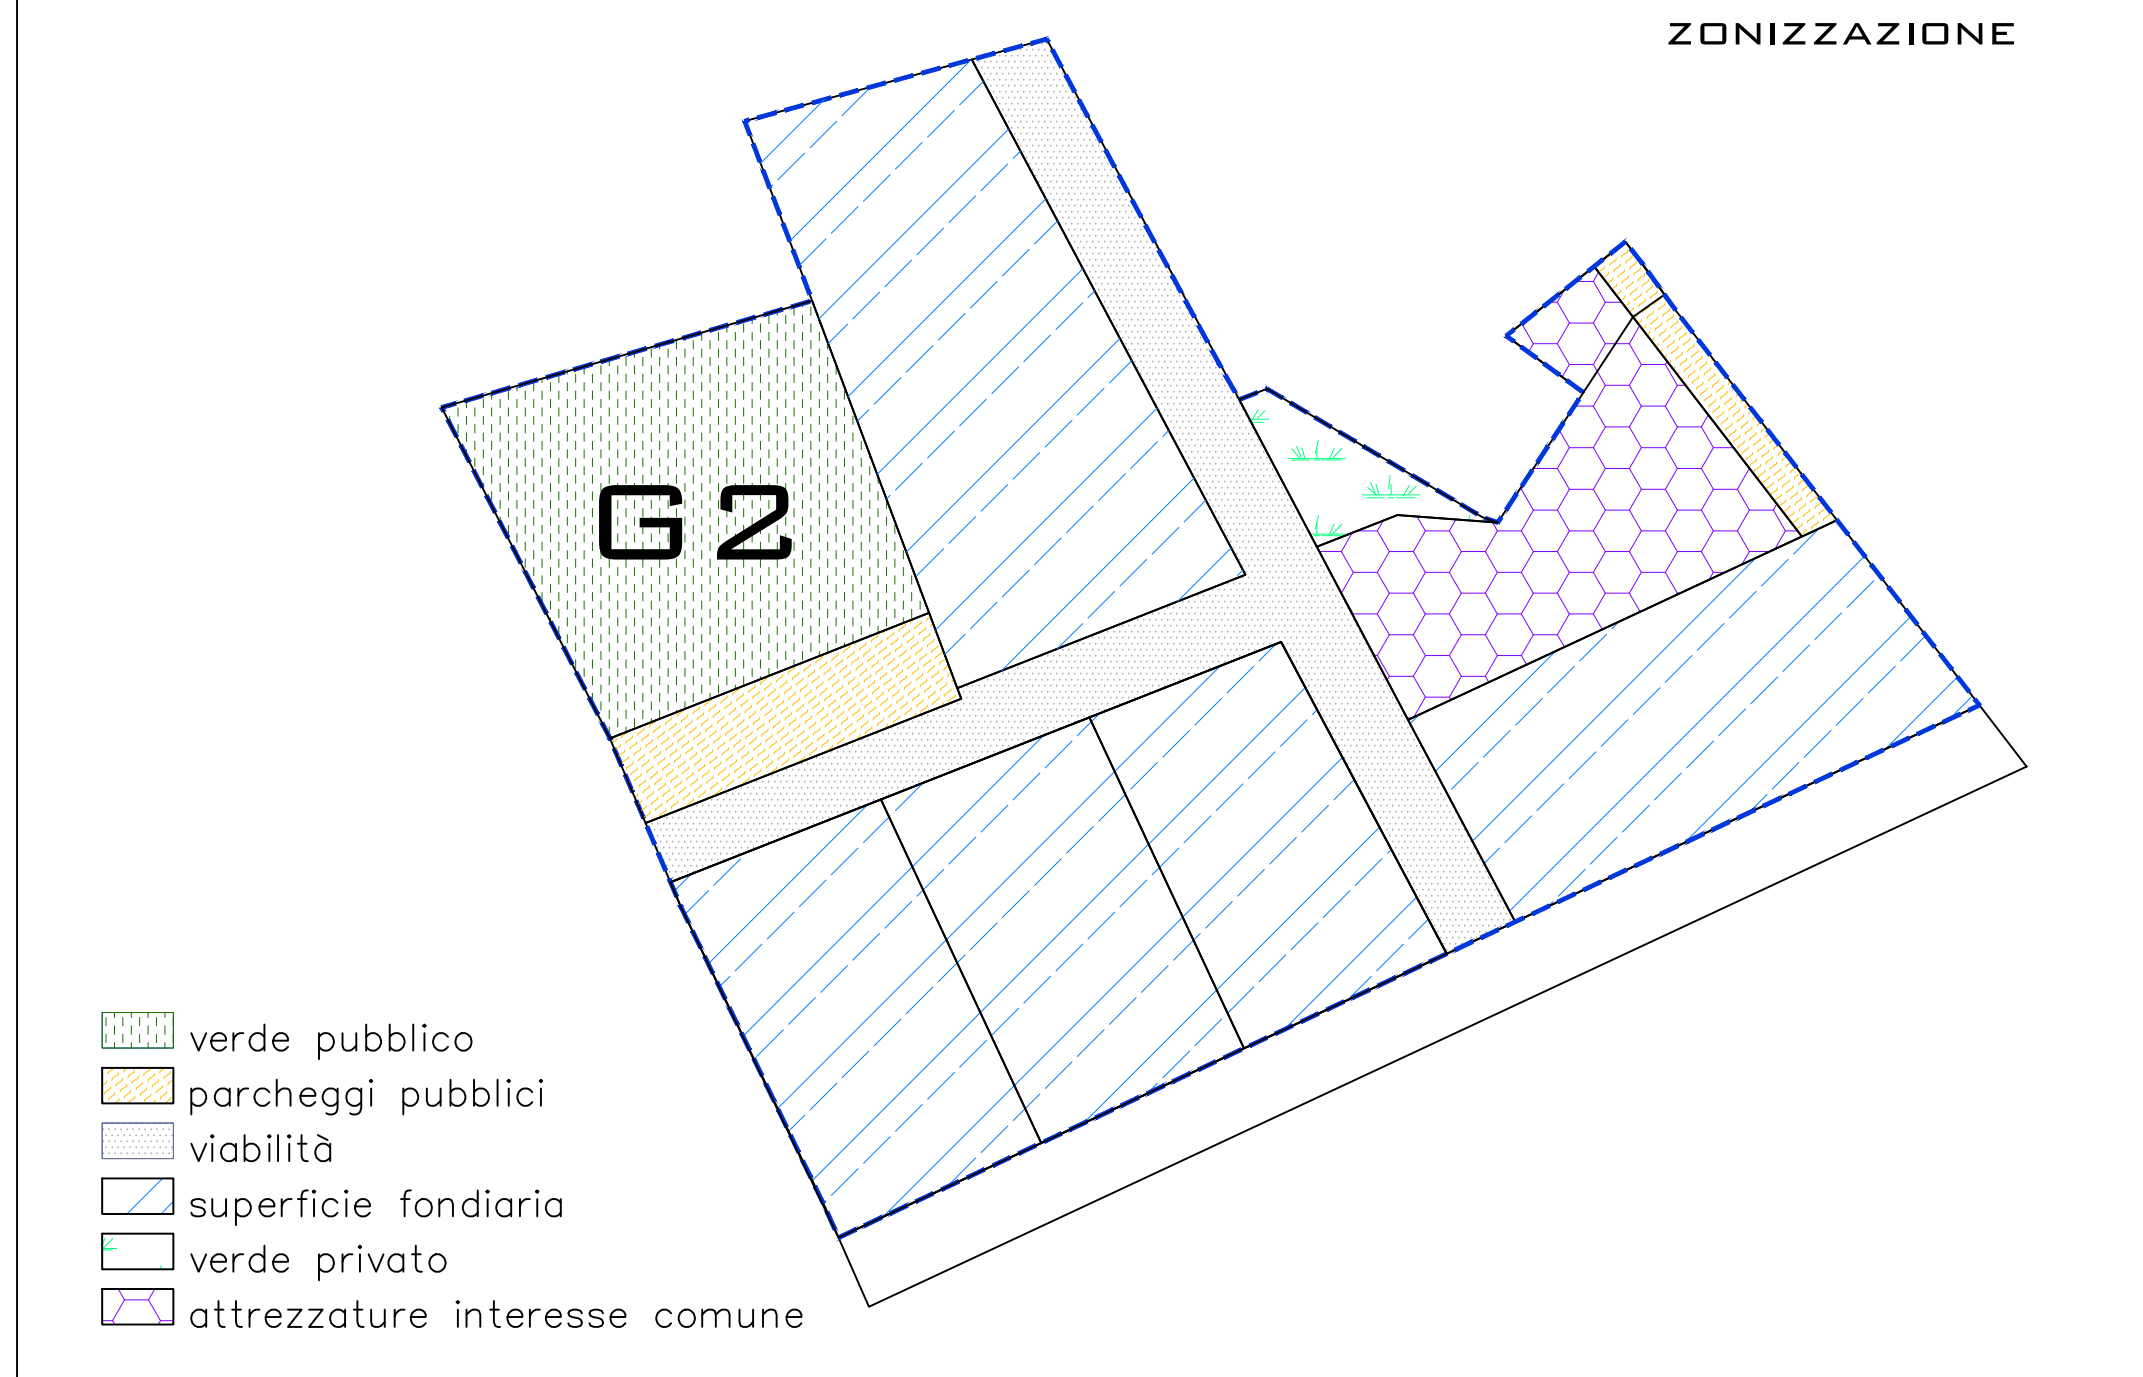 ZONIZZAZIONE
G2
verde pubblico
parcheggi pubblici
viabilità
superficie fondiaria
verde privato
attrezzature interesse comune